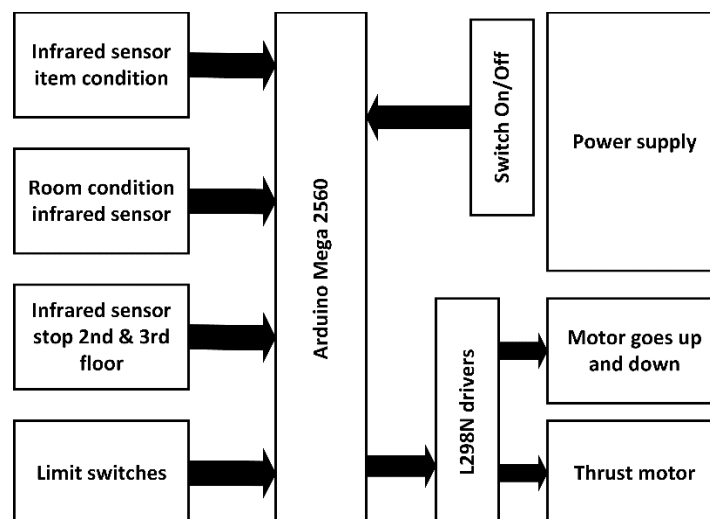 Infrared sensor
item condition
Room condition
infrared sensor
Infrared sensor
stop 2nd & 3rd
floor
Limit switches
Arduino Mega 2560
Switch On/Off
Power supply
L298N drivers
Motor goes up
and down
Thrust motor